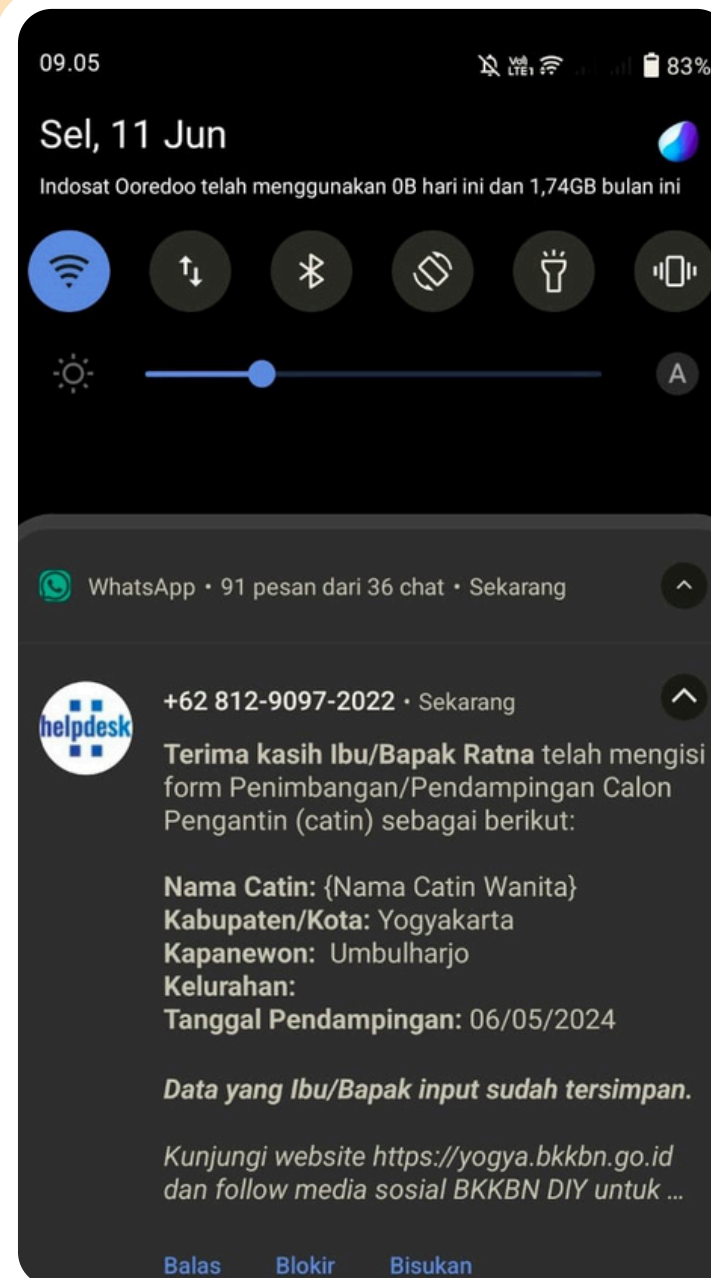 09.05
Vo)) LTE1 83%
Sel, 11 Jun
Indosat Ooredoo telah menggunakan 0B hari ini dan 1,74GB bulan ini
A
WhatsApp • 91 pesan dari 36 chat • Sekarang
helpdesk
+62 812-9097-2022 • Sekarang
Terima kasih Ibu/Bapak Ratna telah mengisi
form Penimbangan/Pendampingan Calon
Pengantin (catin) sebagai berikut:
Nama Catin: {Nama Catin Wanita}
Kabupaten/Kota: Yogyakarta
Kapanewon: Umbulharjo
Kelurahan:
Tanggal Pendampingan: 06/05/2024
Data yang Ibu/Bapak input sudah tersimpan.
Kunjungi website https://yogya.bkkbn.go.id
dan follow media sosial BKKBN DIY untuk ...
Balas Blokir Bisukan